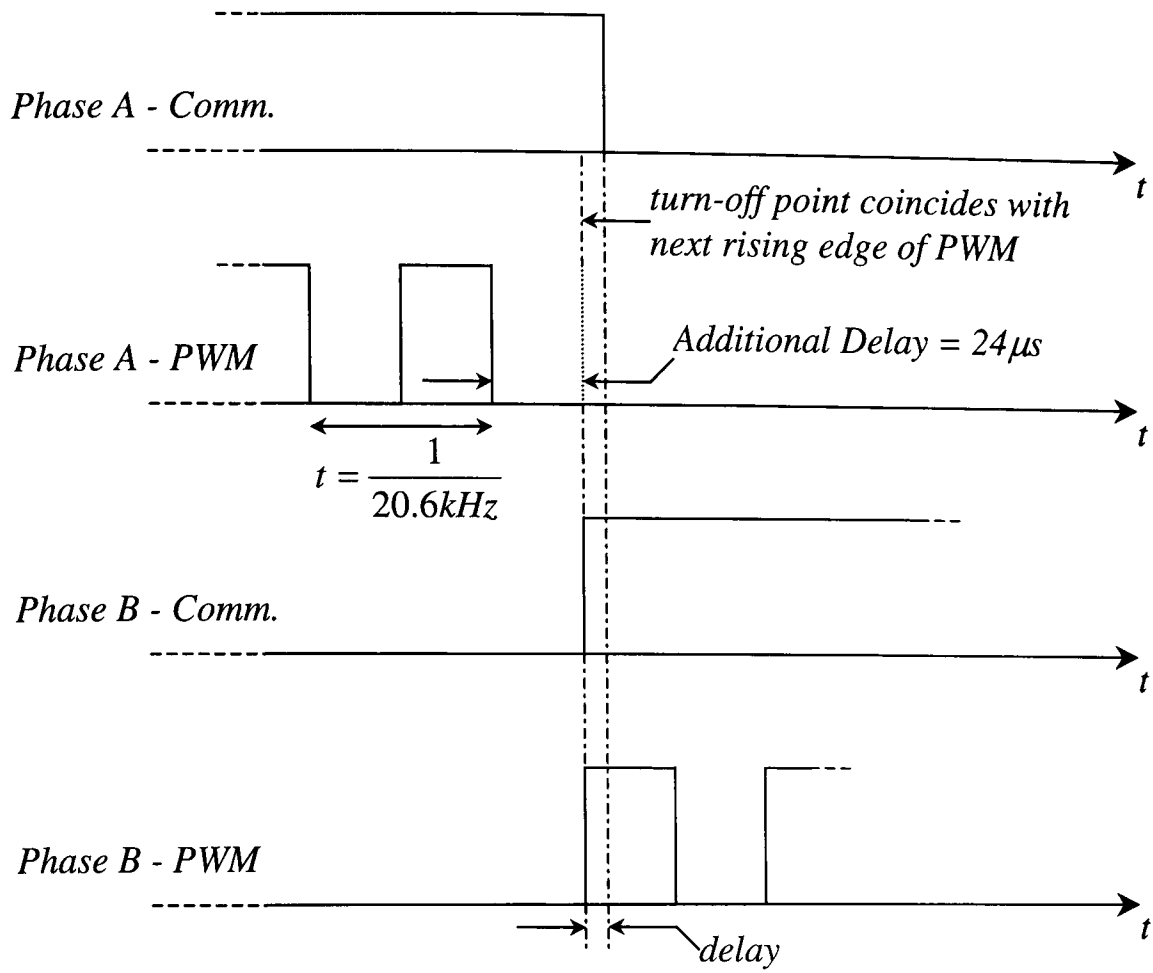 Phase A - Comm.
t
turn-off point coincides with
next rising edge of PWM
Phase A - PWM
Additional Delay = 24μs
t
t = 1
20.6kHz
Phase B - Comm.
t
Phase B - PWM
t
delay